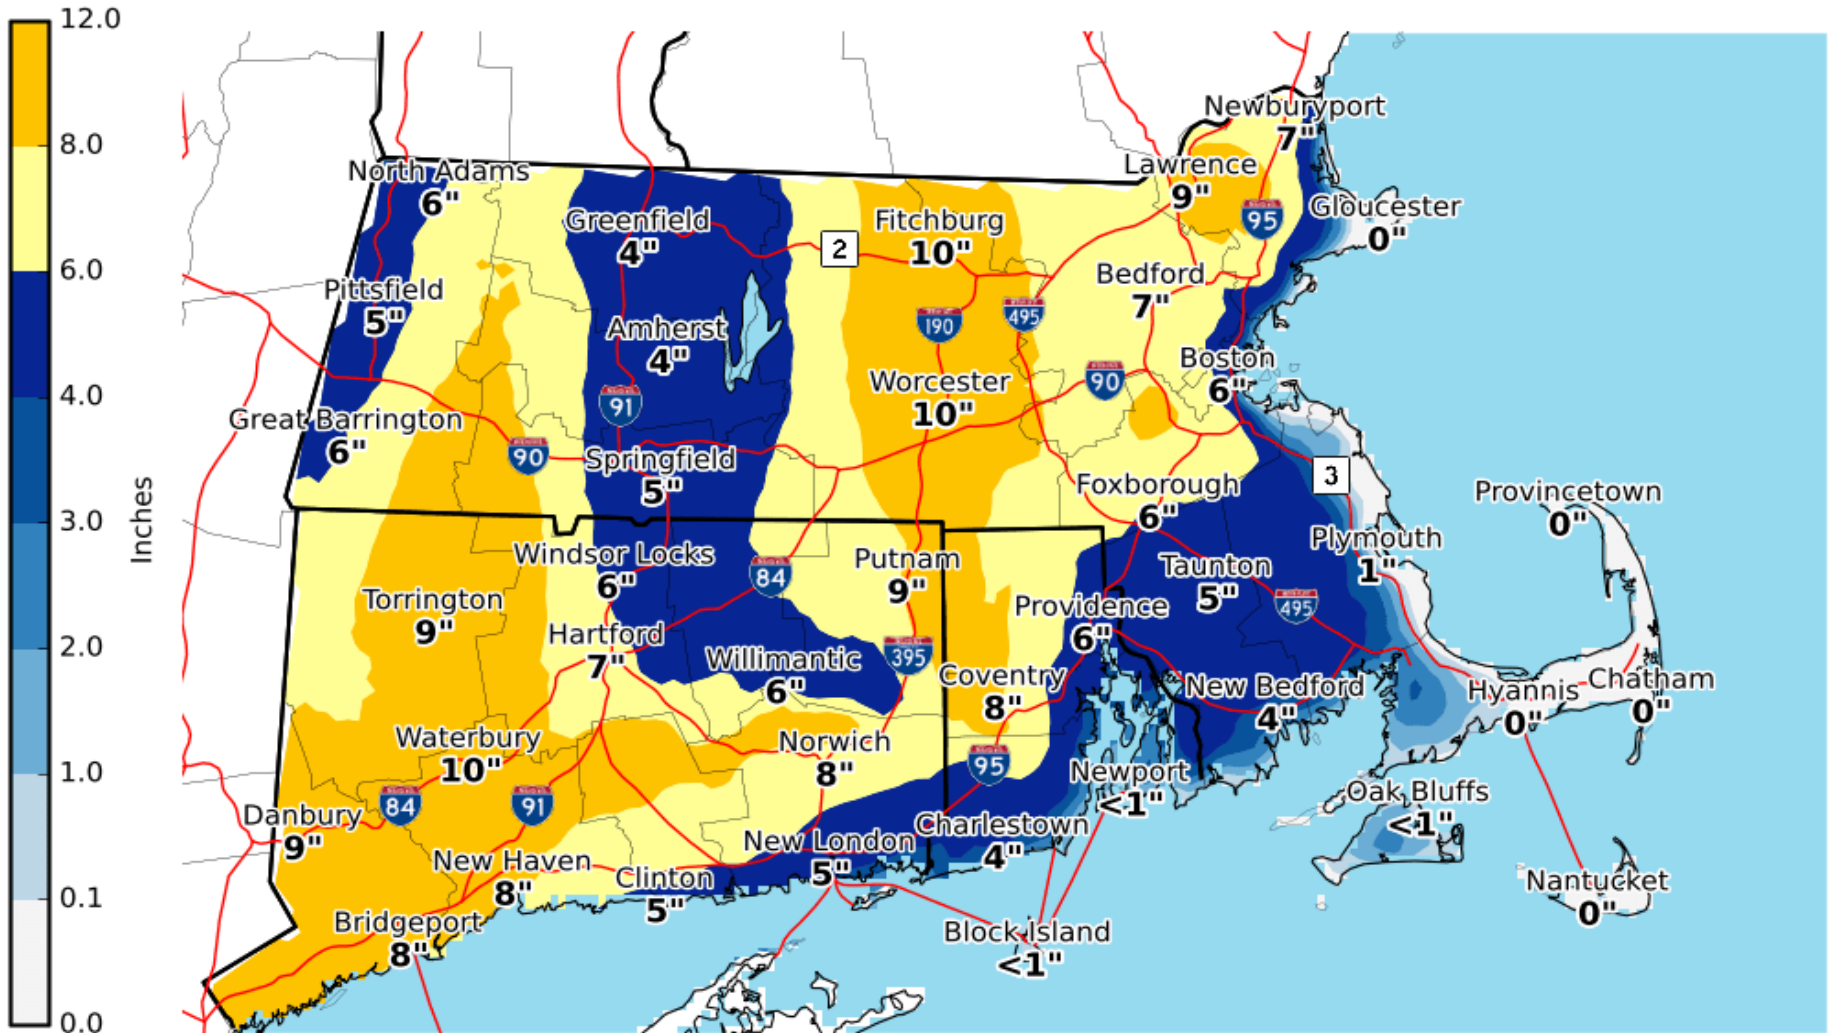 12.0
8.0
6.0
4.0
3.0
2.0
1.0
0.1
0.0
Inches
Newburyport
7"
North Adams
6"
Lawrence
9"
Greenfield
4"
Fitchburg
10"
Gloucester
0"
95
2
Pittsfield
5"
Bedford
7"
190
495
Amherst
4"
Boston
6"
Worcester
10"
90
91
Great Barrington
6"
90
Springfield
5"
3
Foxborough
6"
Provincetown
0"
Plymouth
1"
Windsor Locks
6"
84
Putnam
9"
Taunton
5"
495
Torrington
9"
Providence
6"
Hartford
7"
395
Willimantic
6"
Coventry
8"
New Bedford
4"
Hyannis
0"
Chatham
0"
Waterbury
10"
Norwich
8"
95
Newport
<1"
84
91
Oak Bluffs
<1"
Danbury
9"
Charlestown
4"
New London
5"
New Haven
8"
Clinton
5"
Nantucket
0"
Bridgeport
8"
Block Island
<1"